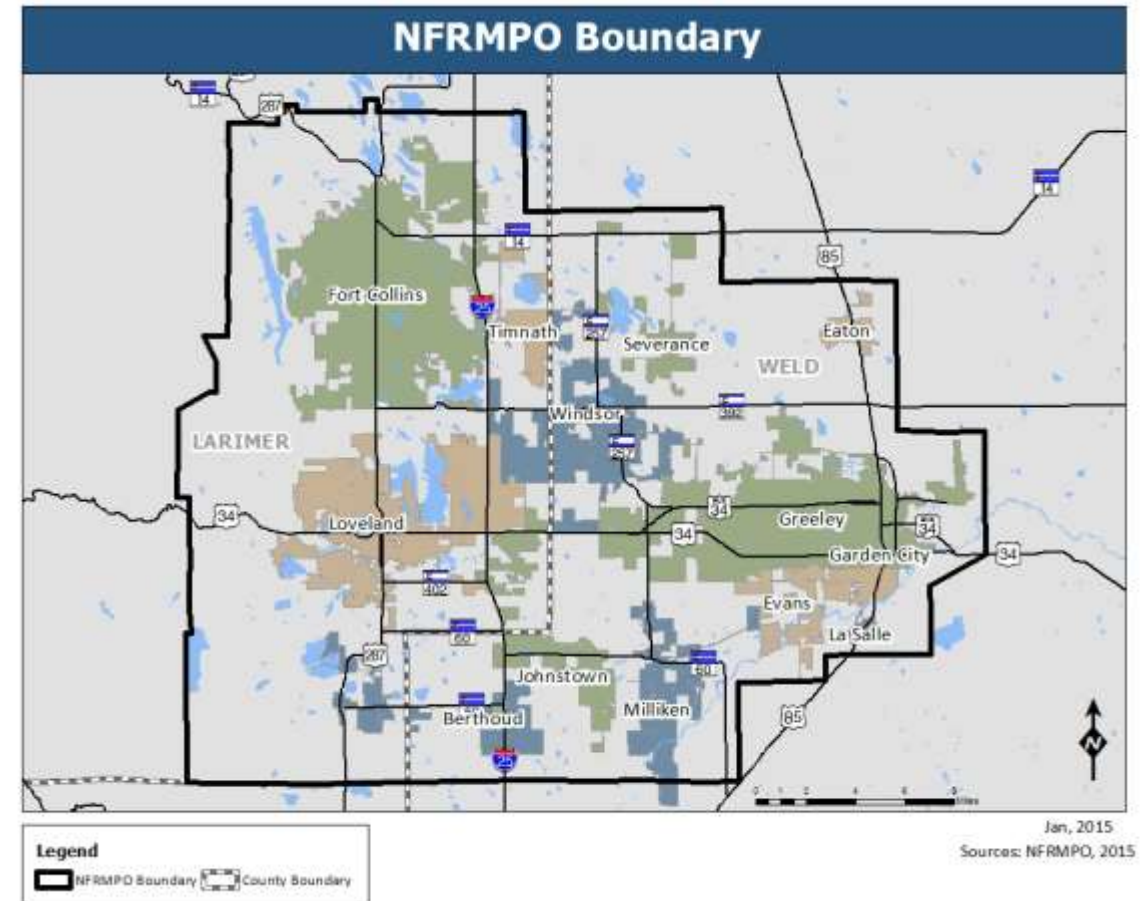 NFRMPO Boundary
14
287
14
14
85
Fort Collins
25
Timnath
257
Severance
Eaton
WELD
392
Windsor
LARIMER
257
34
34
Loveland
34
Greeley
34
Garden City
34
402
Evans
60
La Salle
287
Johnstown
60
Milliken
Berthoud
85
25
N
Miles
Jan, 2015
Sources: NFRMPO, 2015
Legend
NFRMPO Boundary
County Boundary